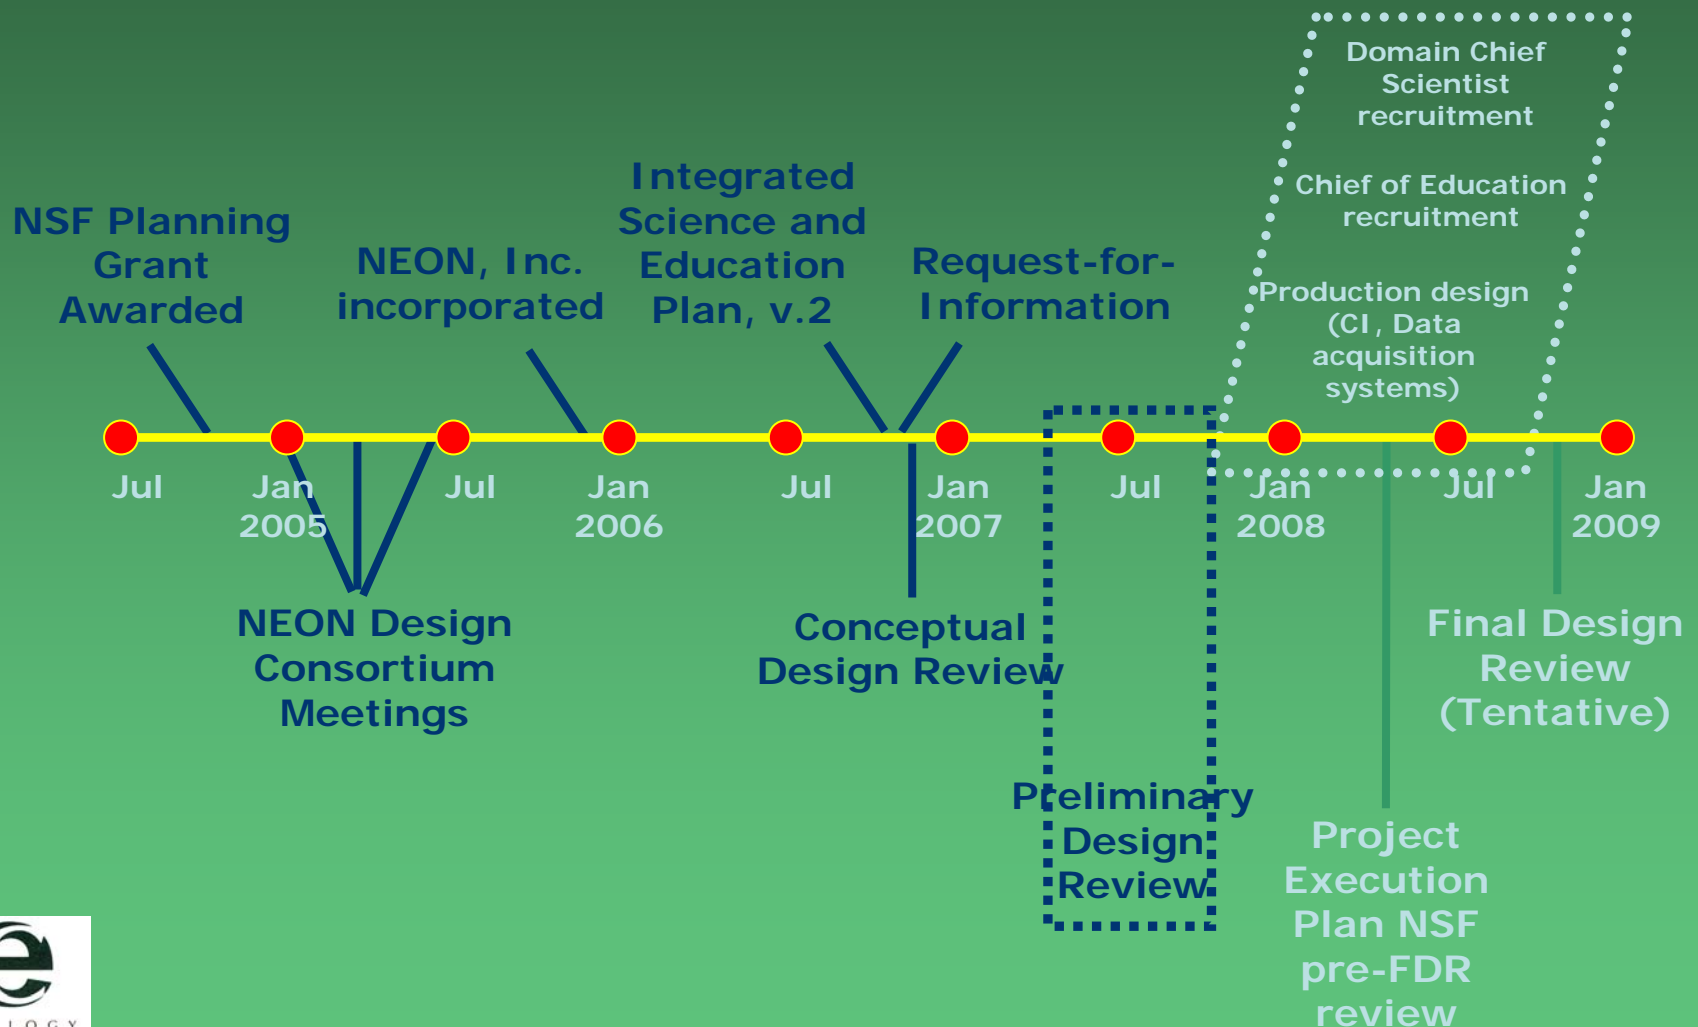 Domain Chief
Scientist
recruitment
Chief of Education
recruitment
Production design
(CI, Data
acquisition
systems)
NSF Planning
Grant
Awarded
NEON, Inc.
incorporated
Integrated
Science and
Education
Plan, v.2
Request-for-
Information
Jul
Jan
2005
Jul
Jan
2006
Jul
Jan
2007
Jul
Jan
2008
Jul
Jan
2009
NEON Design
Consortium
Meetings
Conceptual
Design Review
Preliminary
Design
Review
Project
Execution
Plan NSF
pre-FDR
review
Final Design
Review
(Tentative)